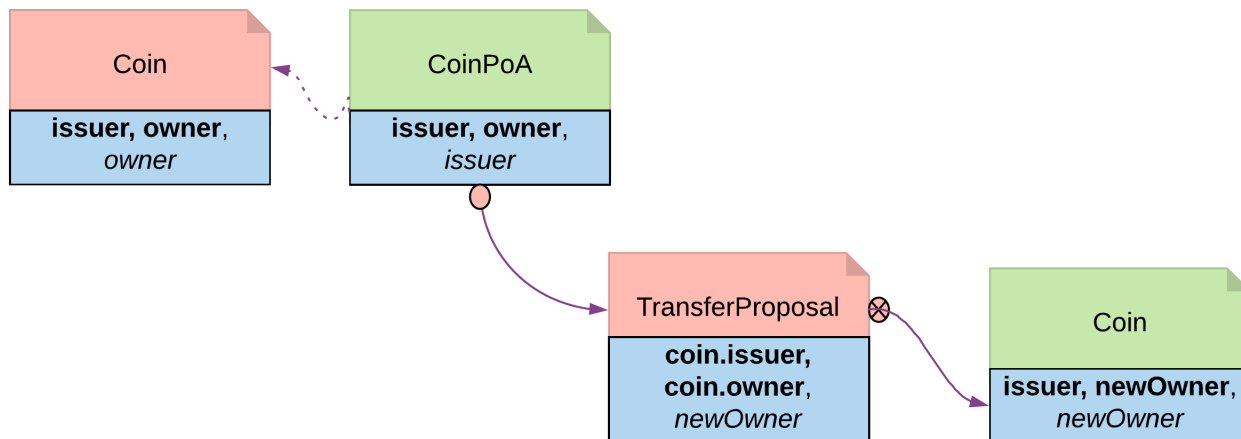 Coin
issuer, owner,
owner
CoinPoA
issuer, owner,
issuer
TransferProposal
coin.issuer,
coin.owner,
newOwner
Coin
issuer, newOwner,
newOwner